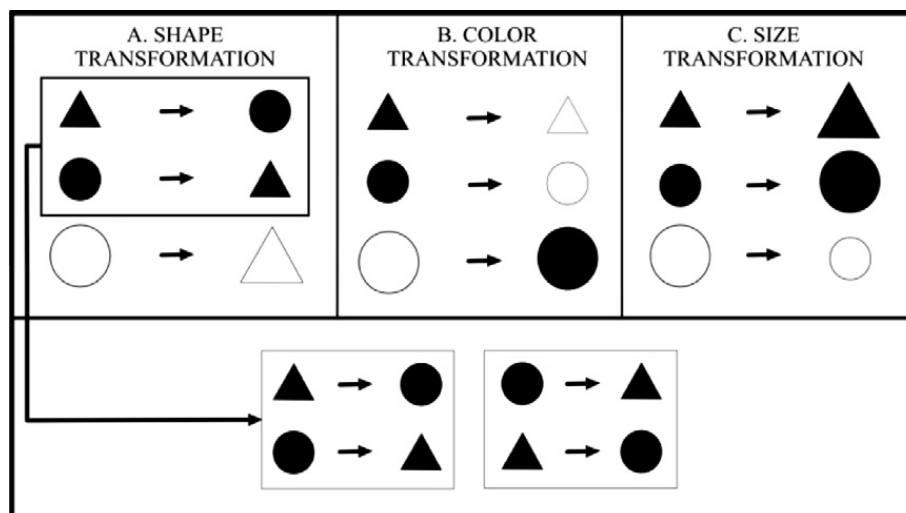 A. SHAPE
TRANSFORMATION
B. COLOR
TRANSFORMATION
C. SIZE
TRANSFORMATION